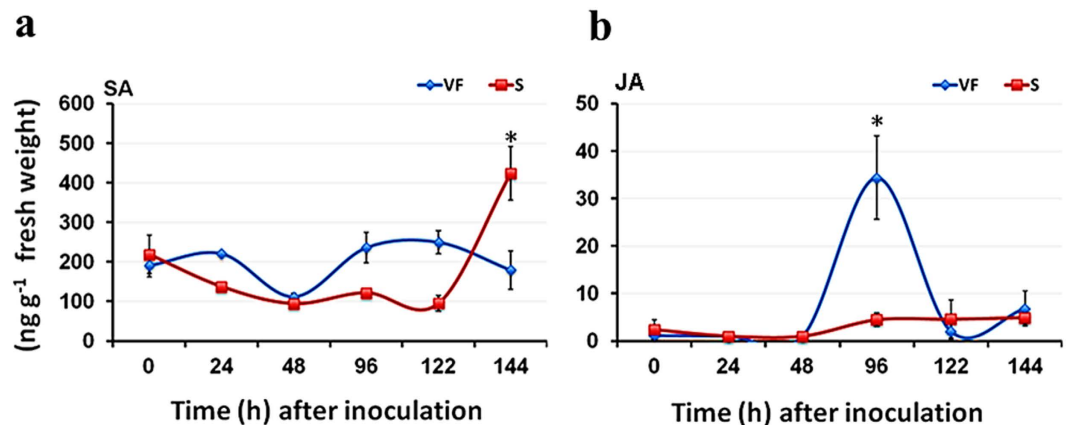 a
SA
VF S
(ng g-1 fresh weight)
600
500
400
300
200
100
0
*
0 24 48 96 122 144
Time (h) after inoculation
b
JA
VF S
50
40
30
20
10
0
*
0 24 48 96 122 144
Time (h) after inoculation